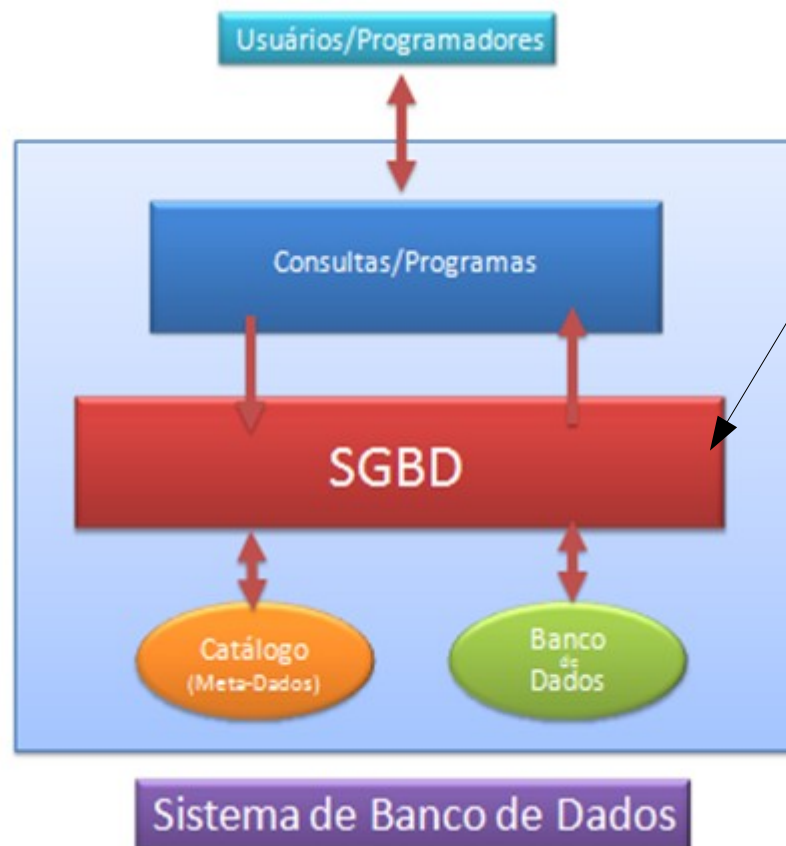 Usuários/Programadores
Consultas/Programas
SGBD
Catálogo
(Meta-Dados)
Banco
de
Dados
Sistema de Banco de Dados